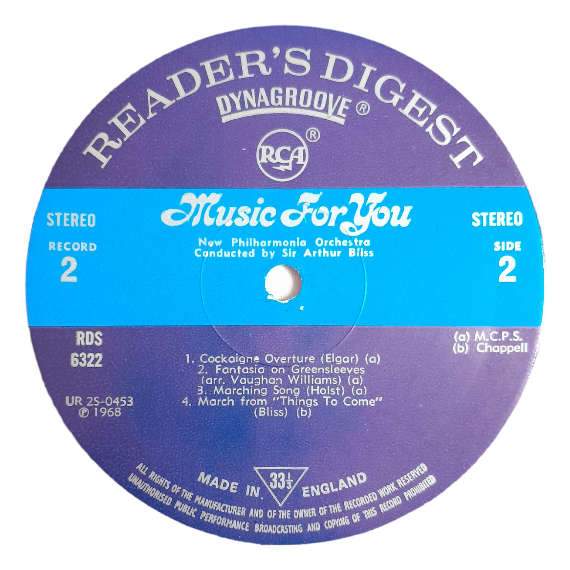 READER'S DIGEST
DYNAGROOVE ®
RCA ®
Music For You
New Philharmonia Orchestra
Conducted by Sir Arthur Bliss
STEREO
RECORD
2
STEREO
SIDE
2
RDS
6322
(a) M.C.P.S.
(b) Chappell
1. Cockaigne Overture (Elgar) (a)
2. Fantasia on Greensleeves
(arr. Vaughan Williams) (a)
3. Marching Song (Holst) (a)
4. March from "Things To Come"
(Bliss) (b)
UR 2S-0453
℗ 1968
MADE IN 33⅓ ENGLAND
ALL RIGHTS OF THE MANUFACTURER AND OF THE OWNER OF THE RECORDED WORK RESERVED
UNAUTHORISED PUBLIC PERFORMANCE BROADCASTING AND COPYING OF THIS RECORD PROHIBITED